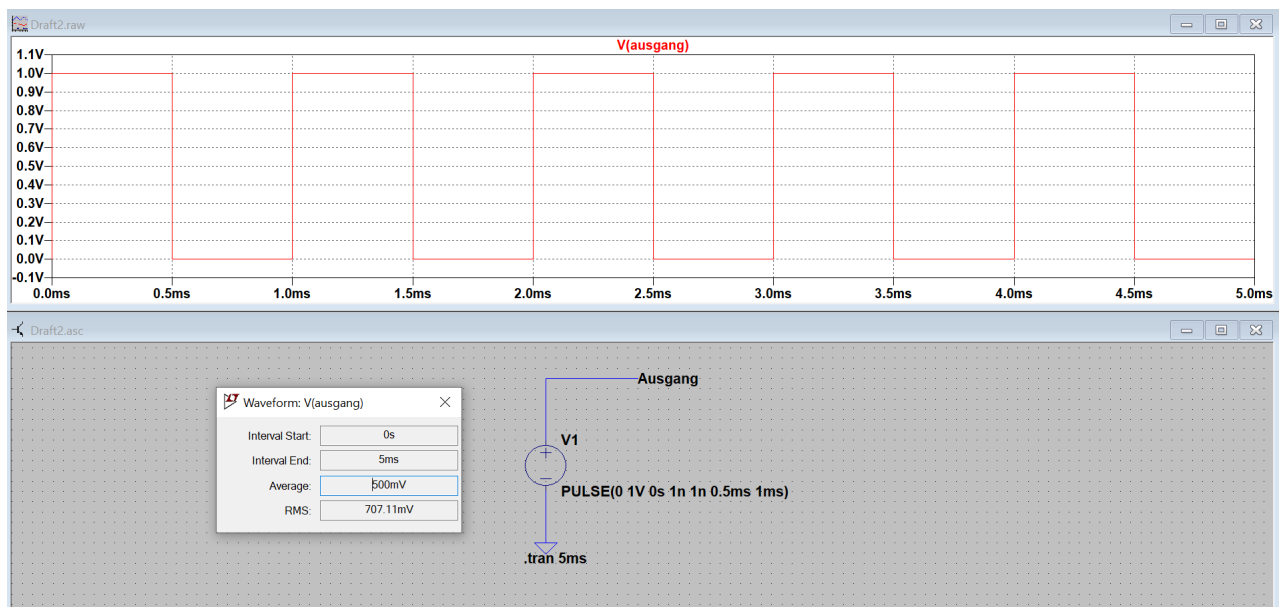 Draft2.raw
V(ausgang)
1.1V
1.0V
0.9V
0.8V
0.7V
0.6V
0.5V
0.4V
0.3V
0.2V
0.1V
0.0V
-0.1V
0.0ms 0.5ms 1.0ms 1.5ms 2.0ms 2.5ms 3.0ms 3.5ms 4.0ms 4.5ms 5.0ms
Draft2.asc
Waveform: V(ausgang)
Interval Start: 0s
Interval End: 5ms
Average: 500mV
RMS: 707.11mV
Ausgang
V1
PULSE(0 1V 0s 1n 1n 0.5ms 1ms)
.tran 5ms